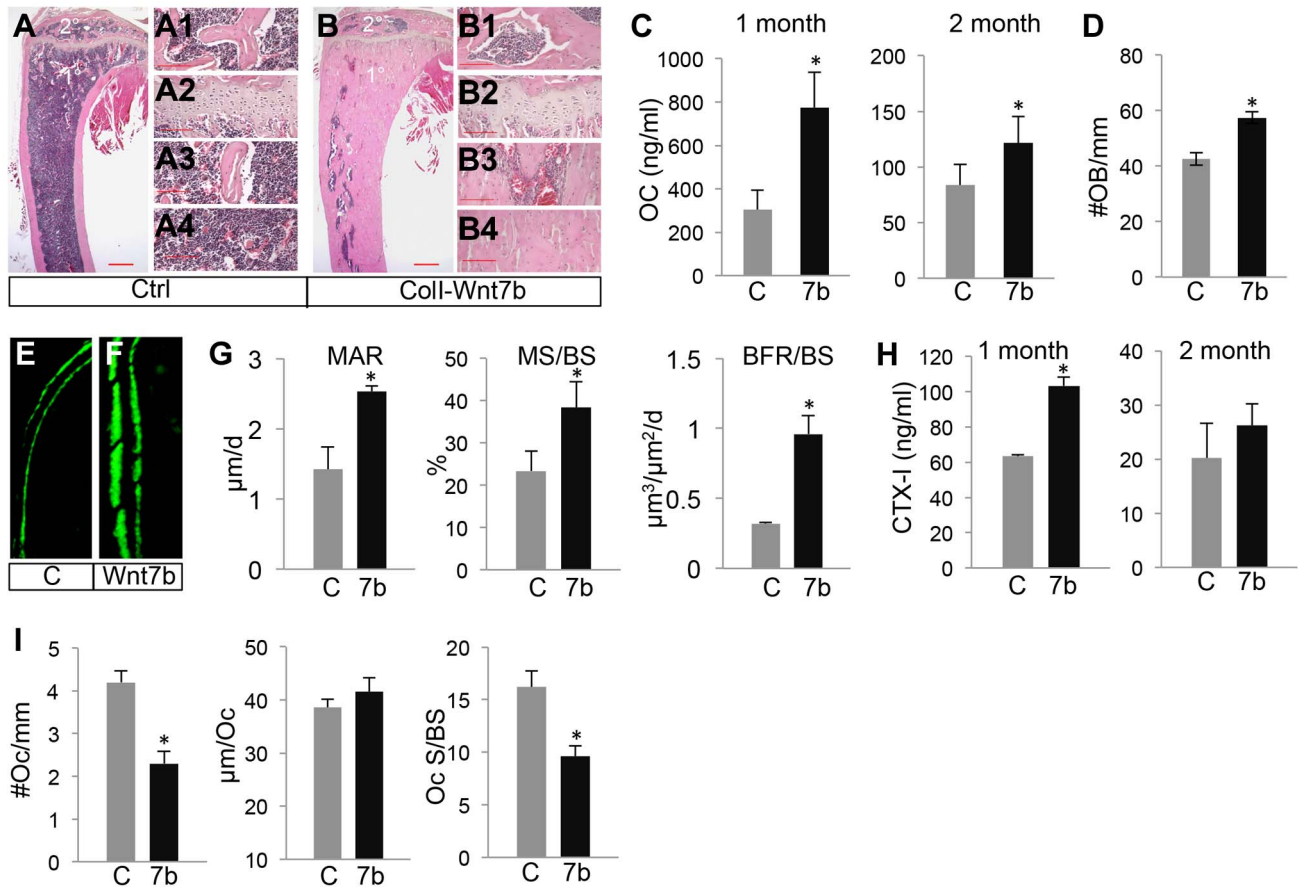 A
2°
1°
A1
A2
A3
A4
B
2°
1°
B1
B2
B3
B4
Ctrl
ColI-Wnt7b
C
1 month
OC (ng/ml)
1000
800
600
400
200
0
C
7b
*
2 month
200
150
100
50
0
C
7b
*
D
#OB/mm
80
60
40
20
0
C
7b
*
E
F
C
Wnt7b
G
MAR
µm/d
3
2
1
0
C
7b
*
MS/BS
%
50
40
30
20
10
0
C
7b
*
BFR/BS
µm³/µm²/d
1.5
1
0.5
0
C
7b
*
H
1 month
CTX-I (ng/ml)
120
100
80
60
40
20
0
C
7b
*
2 month
40
30
20
10
0
C
7b
I
#Oc/mm
5
4
3
2
1
0
C
7b
*
µm/Oc
50
40
30
20
10
C
7b
Oc S/BS
20
15
10
5
0
C
7b
*